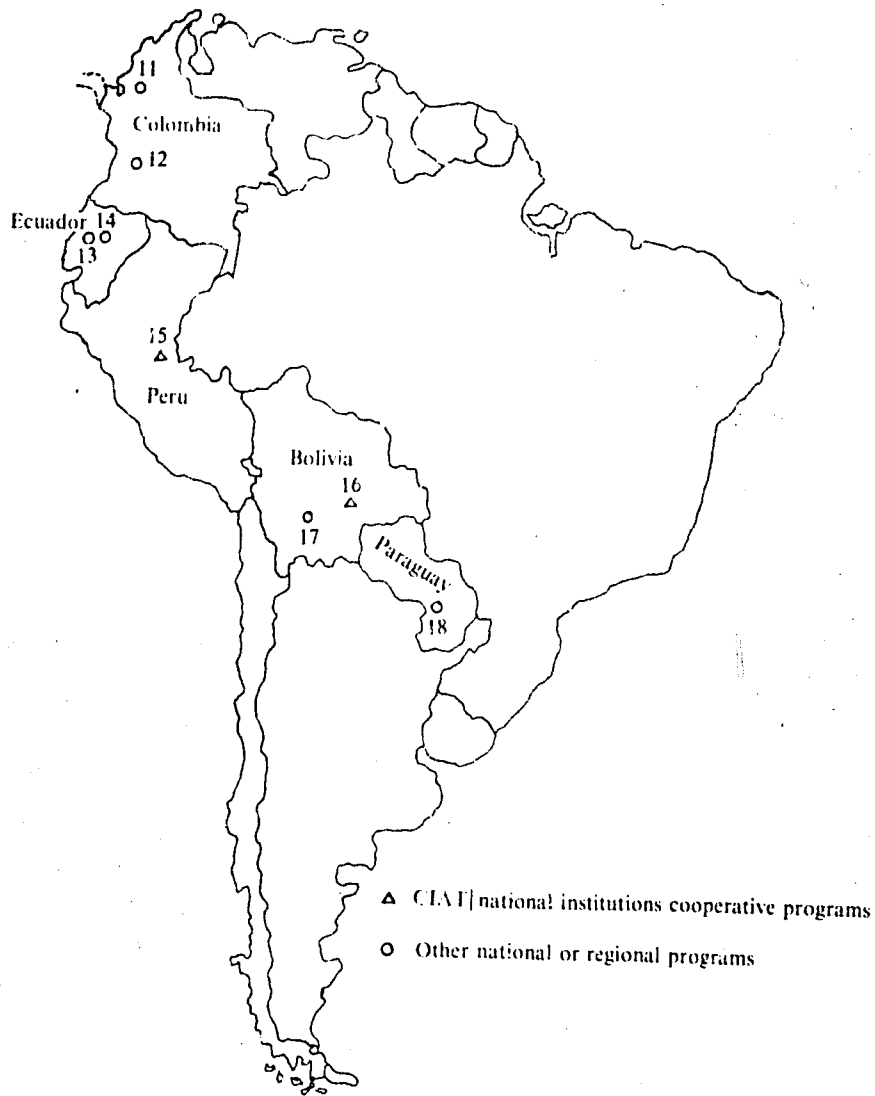 11
Colombia
12
Ecuador 14
13
15
Peru
Bolivia
16
17
Paraguay
18
CIAT|national institutions cooperative programs
Other national or regional programs